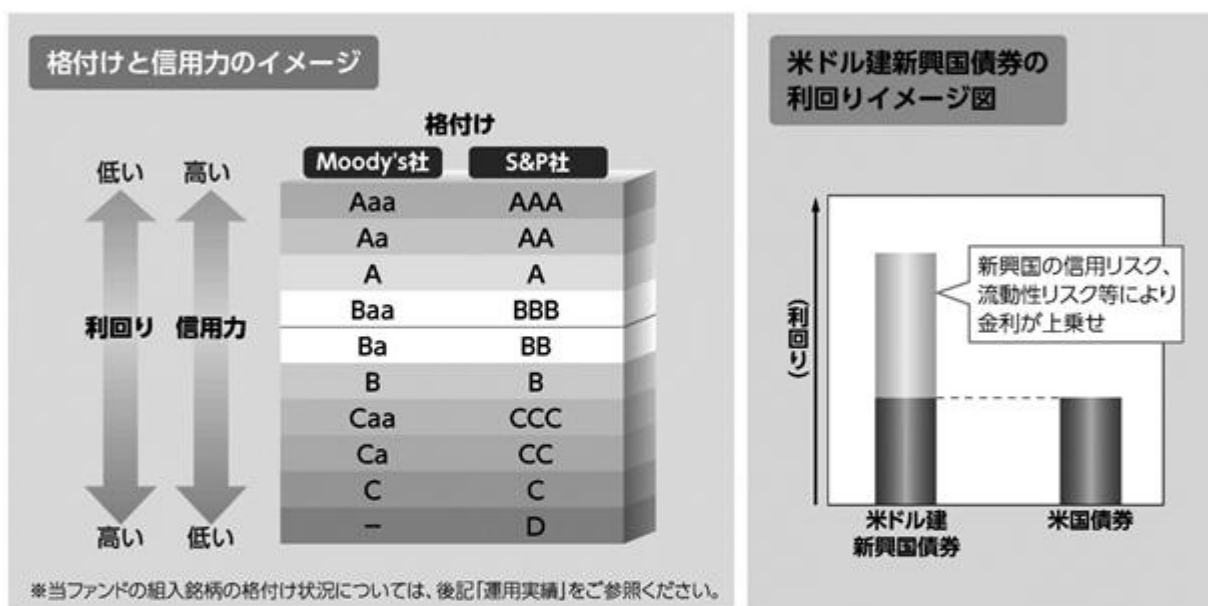 格付けと信用力のイメージ
格付け
Moody's社 S&P社
低い 高い
Aaa AAA
Aa AA
A A
Baa BBB
利回り 信用力
Ba BB
B B
Caa CCC
Ca CC
C C
高い 低い
– D
※当ファンドの組入銘柄の格付け状況については、後記「運用実績」をご参照ください。
米ドル建新興国債券の
利回りイメージ図
(利回り)
新興国の信用リスク、
流動性リスク等により
金利が上乗せ
米ドル建
新興国債券
米国債券